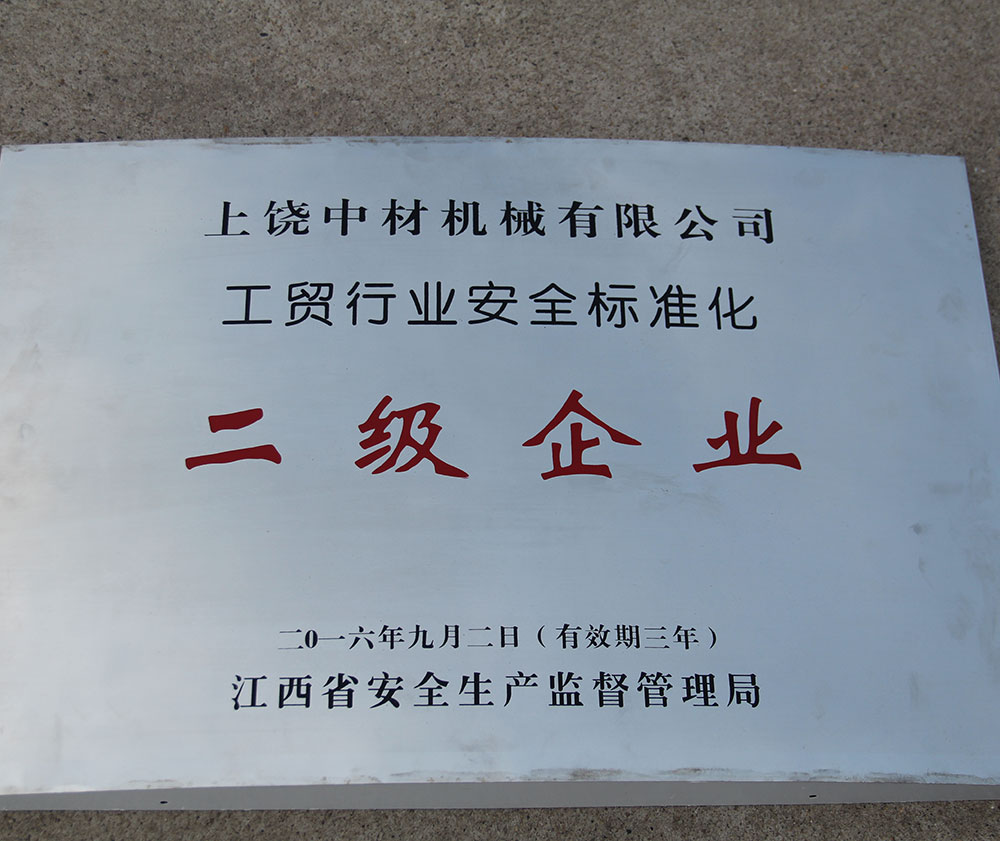 上饶中材机械有限公司
工贸行业安全标准化
二级企业
二0一六年九月二日（有效期三年）
江西省安全生产监督管理局